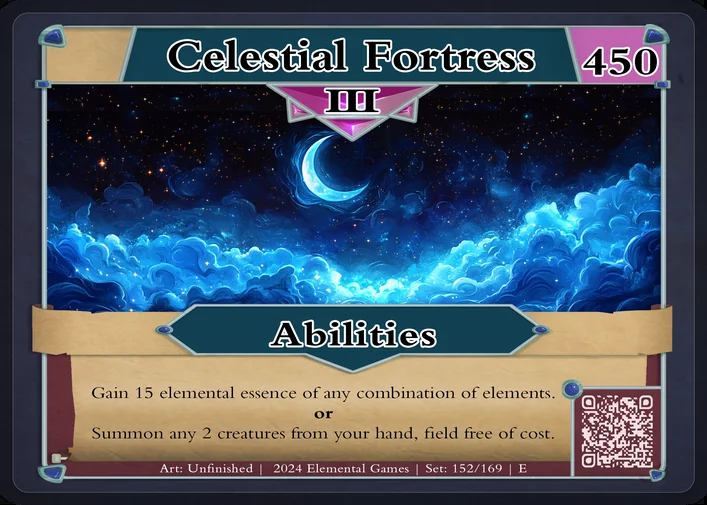 Celestial Fortress
450
III
Abilities
Gain 15 elemental essence of any combination of elements.
or
Summon any 2 creatures from your hand, field free of cost.
Art: Unfinished | 2024 Elemental Games | Set: 152/169 | E